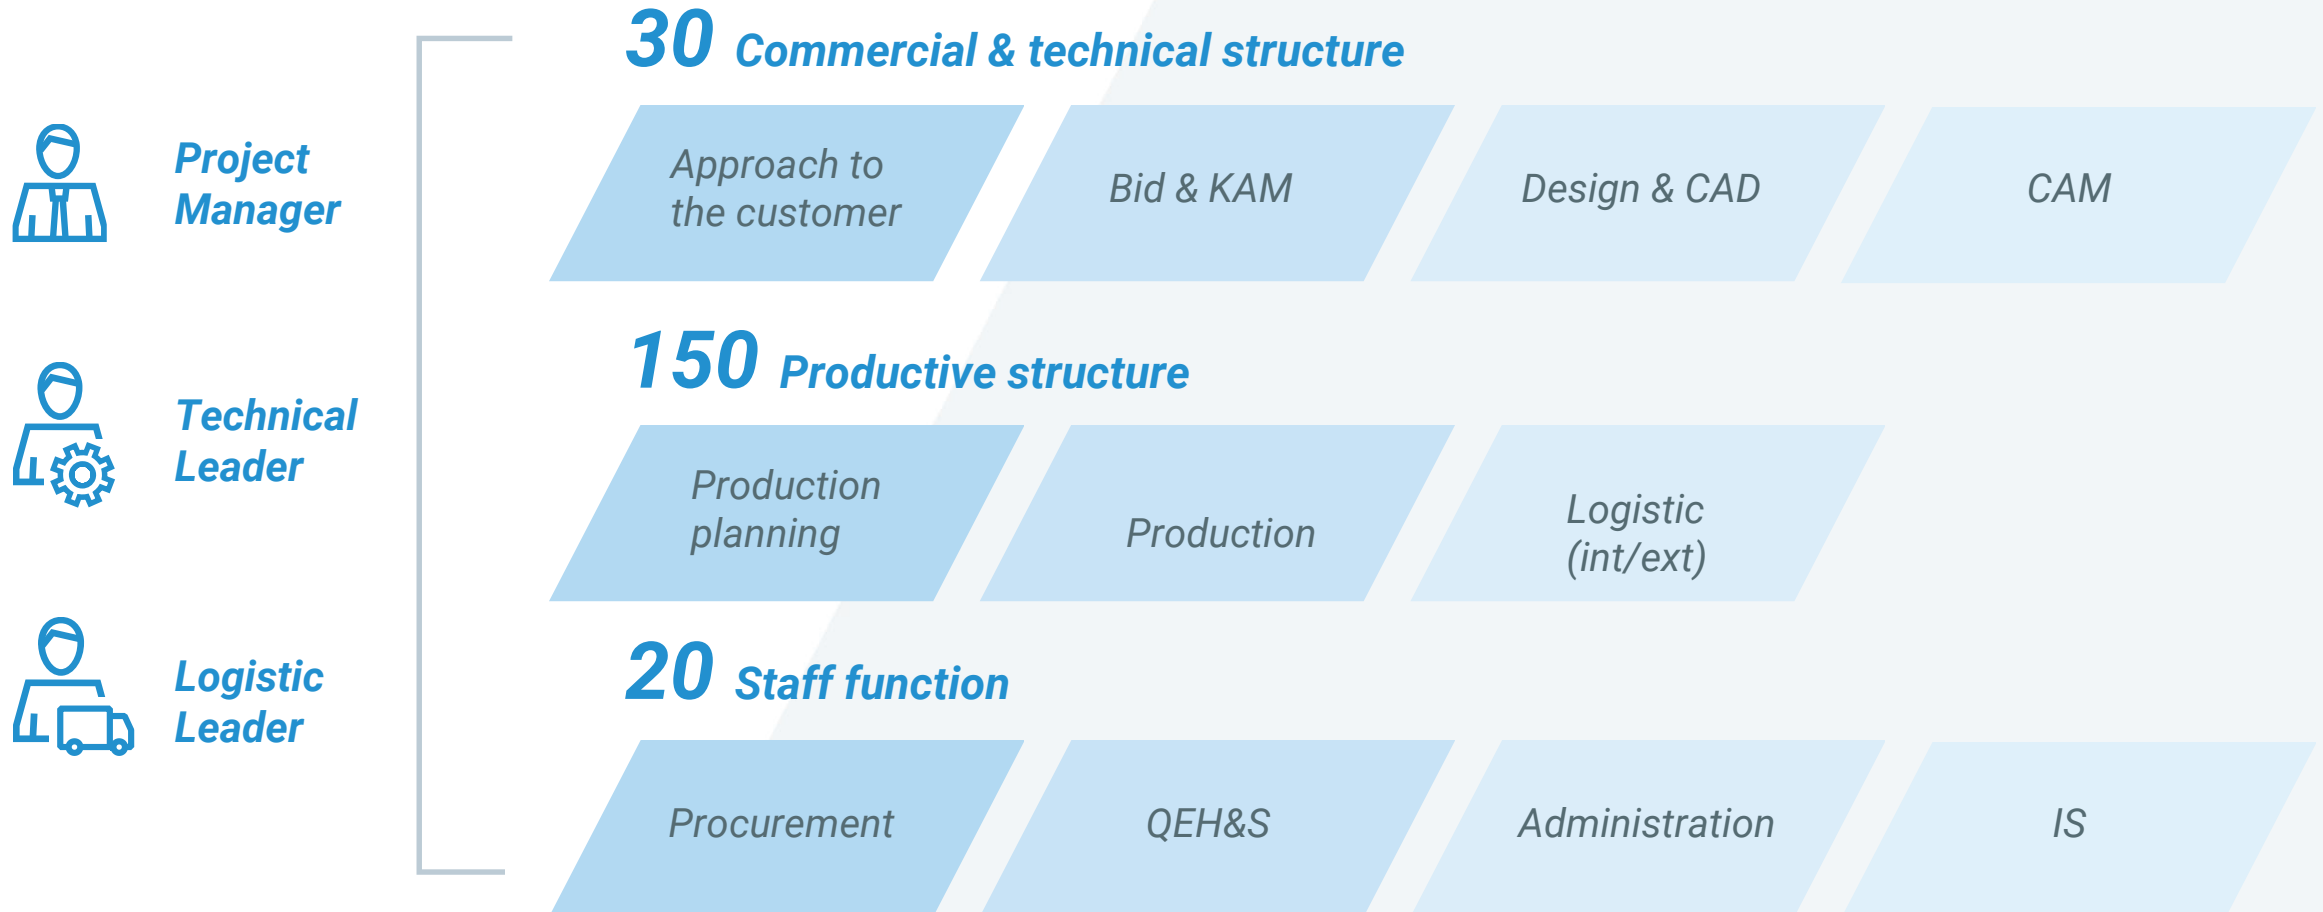 Project
Manager
Technical
Leader
Logistic
Leader
30 Commercial & technical structure
Approach to
the customer
Bid & KAM
Design & CAD
CAM
150 Productive structure
Production
planning
Production
Logistic
(int/ext)
20 Staff function
Procurement
QEH&S
Administration
IS